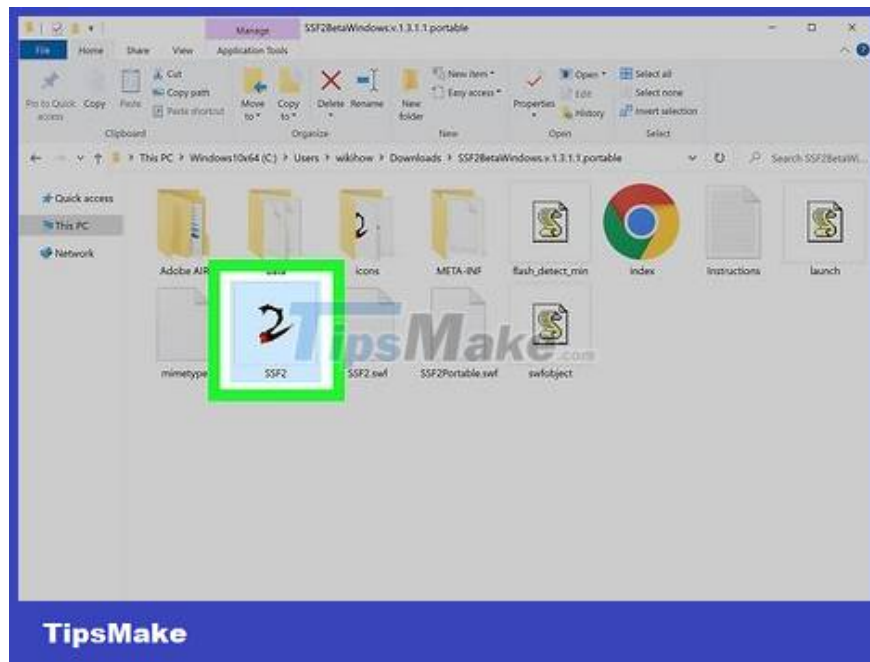 Manage
SSF2BetaWindows.v.1.3.1.1.portable
File Home Share View Application Tools
Pin to Quick access
Copy
Paste
Cut
Copy path
Paste shortcut
Move to
Copy to
Delete
Rename
New folder
New item
Easy access
Properties
Open
Edit
History
Select all
Select none
Invert selection
Clipboard Organize New Open Select
This PC > Windows10x64 (C:) > Users > wikihow > Downloads > SSF2BetaWindows.v.1.3.1.1.portable
Search SSF2BetaWi...
Quick access
This PC
Network
Adobe AIR data icons META-INF flash_detect_min index Instructions launch
mimetype SSF2 SSF2.swf SSF2Portable.swf swfobject
TipsMake.com
TipsMake